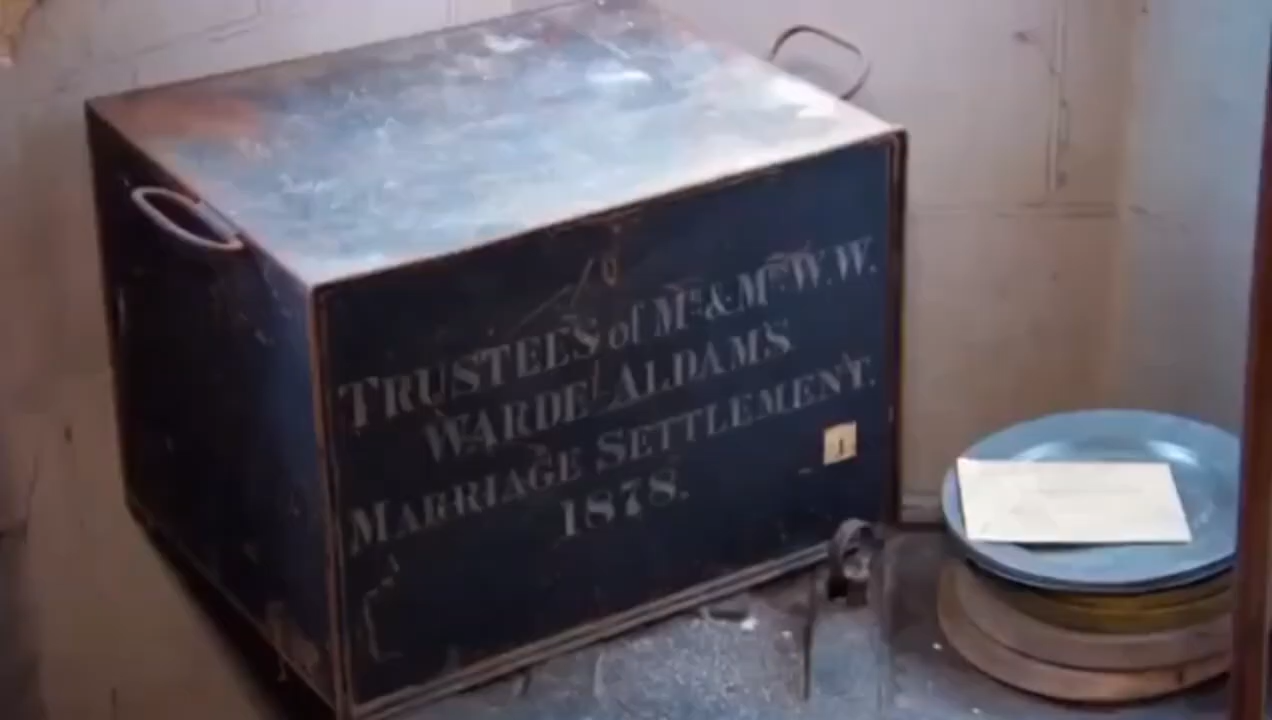 TRUSTEES of Mr. & Mrs. W.W.
WARDE-ALDAMS
MARRIAGE SETTLEMENT.
1878.
1